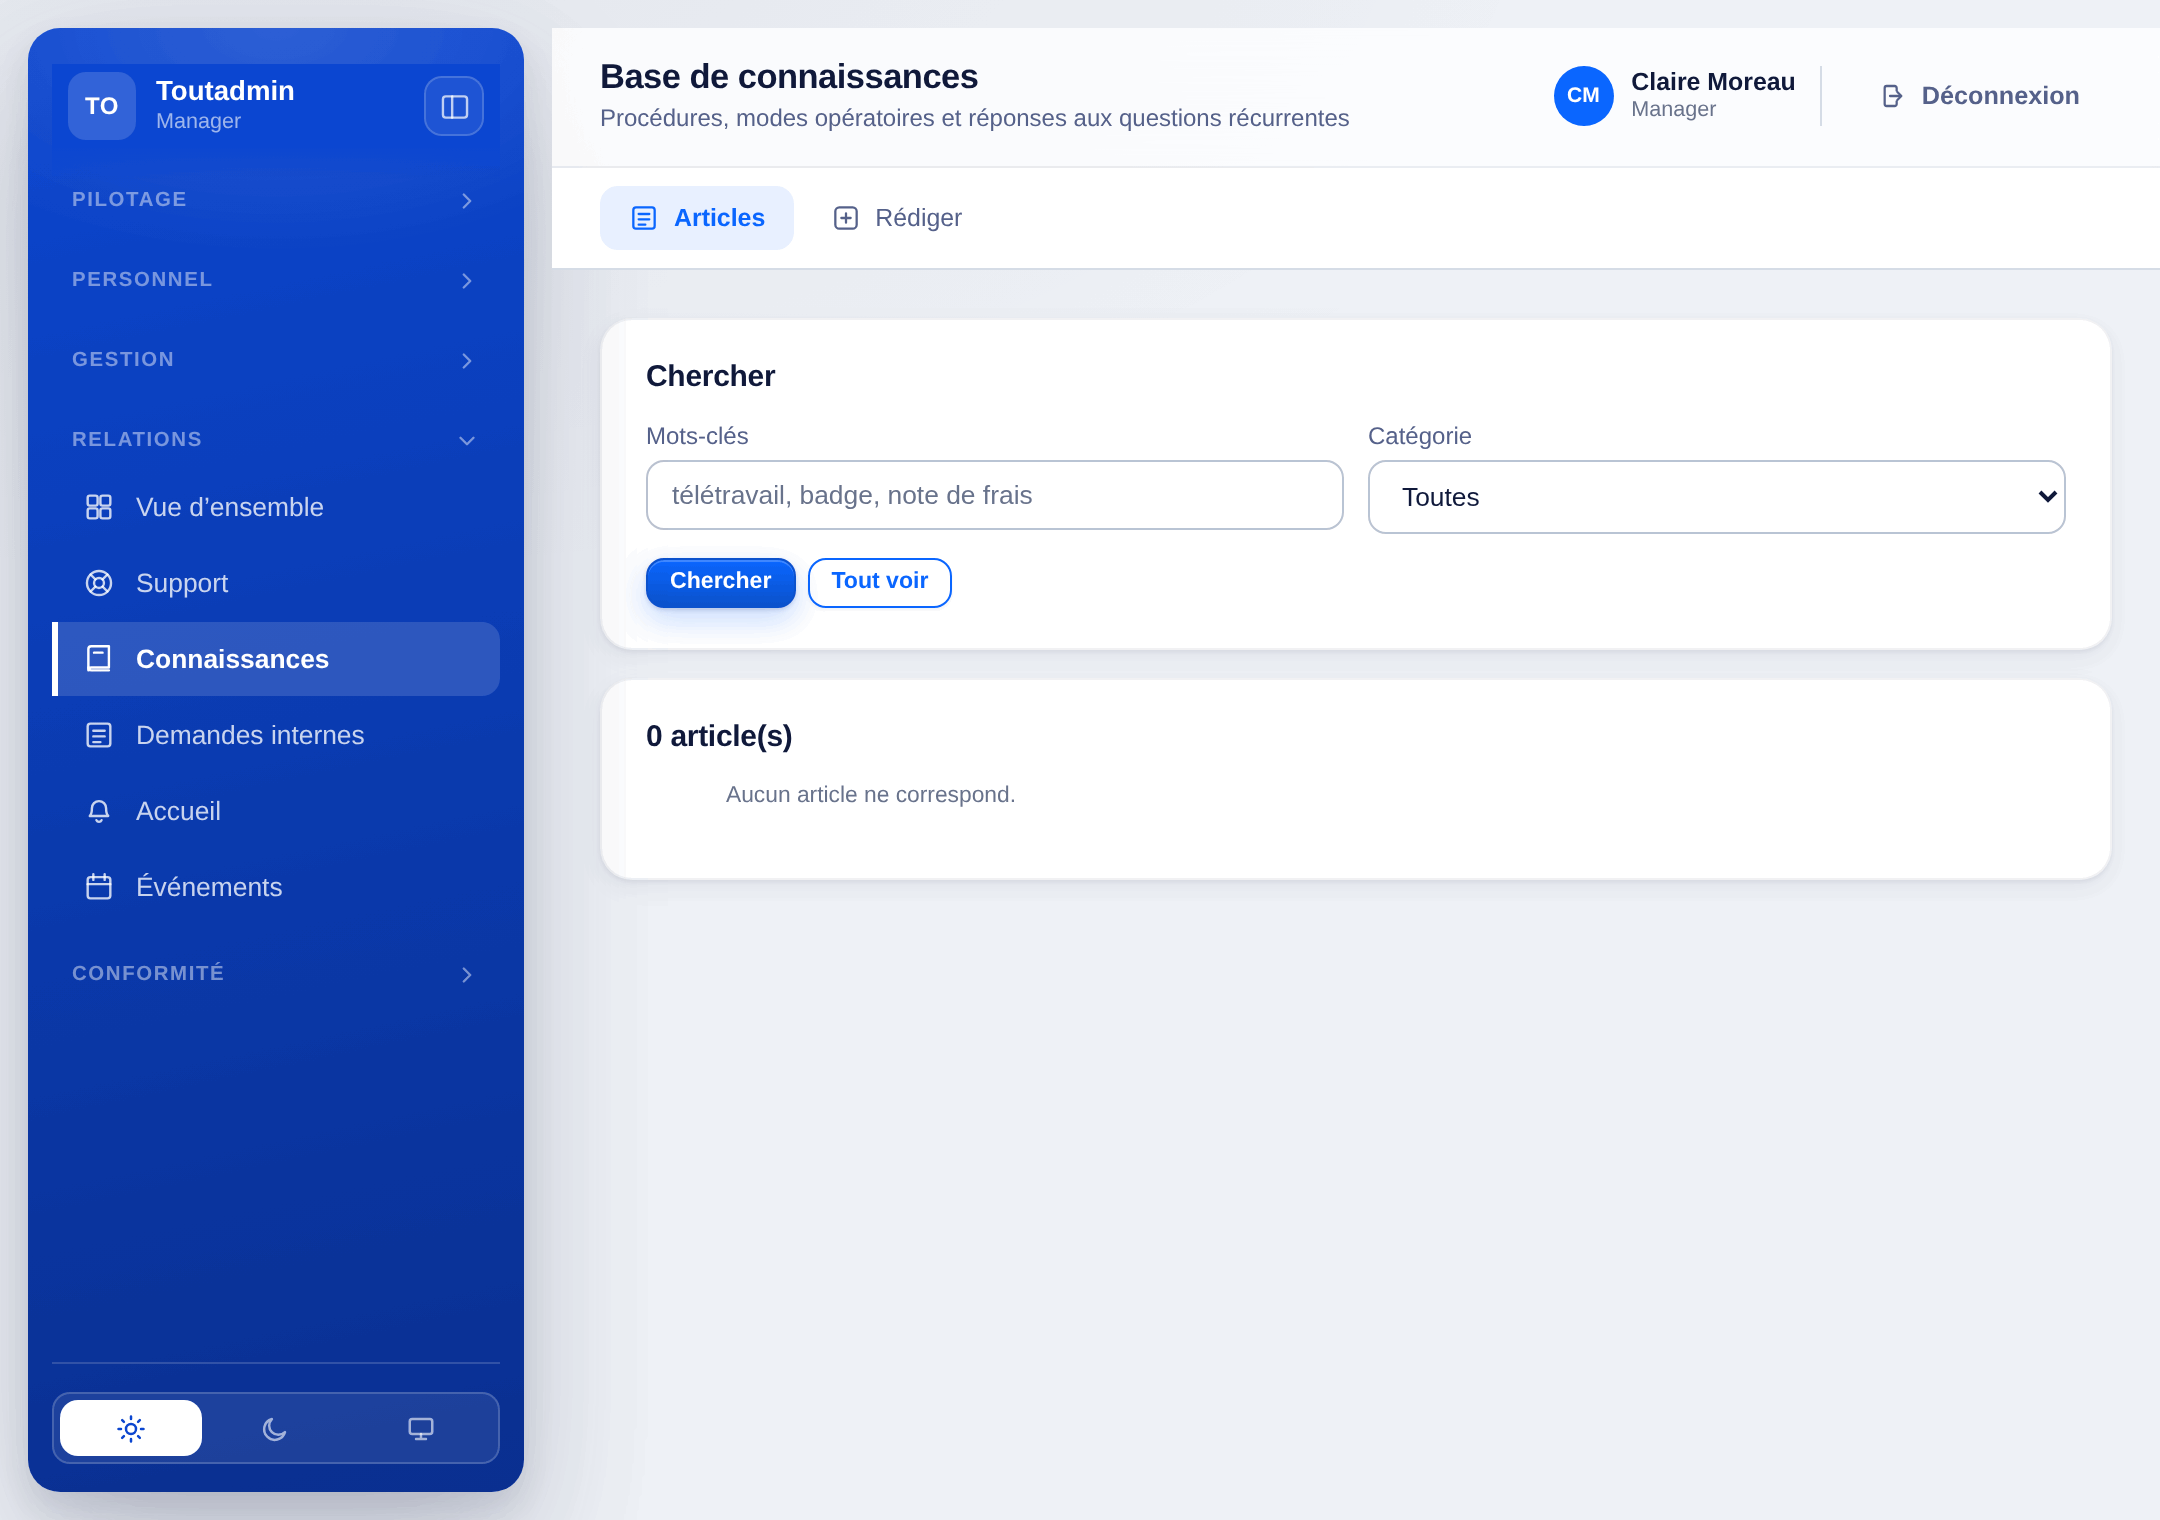 TO
Toutadmin
Manager
PILOTAGE
PERSONNEL
GESTION
RELATIONS
Vue d’ensemble
Support
Connaissances
Demandes internes
Accueil
Événements
CONFORMITÉ
Base de connaissances
Procédures, modes opératoires et réponses aux questions récurrentes
CM
Claire Moreau
Manager
Déconnexion
Articles
Rédiger
Chercher
Mots-clés
Catégorie
télétravail, badge, note de frais
Toutes
Chercher
Tout voir
0 article(s)
Aucun article ne correspond.